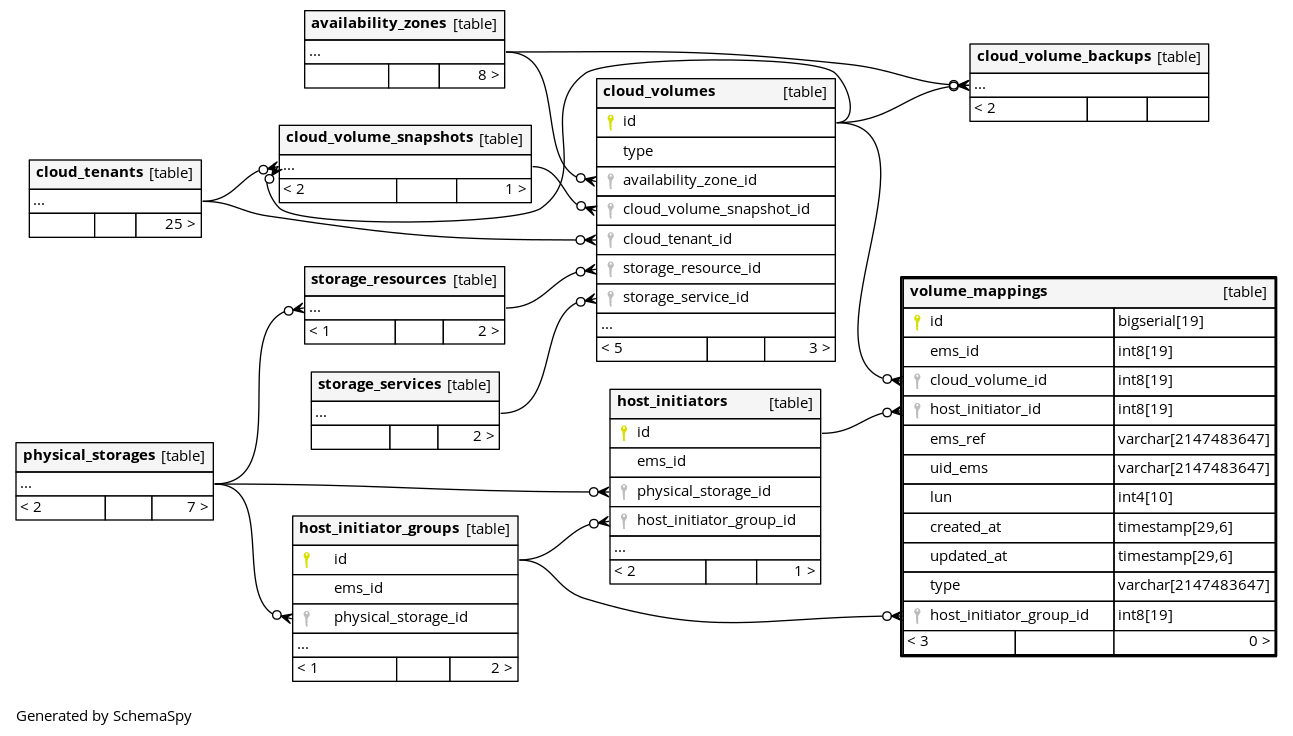 availability_zones [table]
...
8 >
cloud_volume_backups [table]
...
< 2
cloud_volumes [table]
id
type
availability_zone_id
cloud_volume_snapshot_id
cloud_tenant_id
storage_resource_id
storage_service_id
...
< 5 3 >
cloud_volume_snapshots [table]
...
< 2 1 >
cloud_tenants [table]
...
25 >
storage_resources [table]
...
< 1 2 >
storage_services [table]
...
2 >
volume_mappings [table]
id bigserial[19]
ems_id int8[19]
cloud_volume_id int8[19]
host_initiator_id int8[19]
ems_ref varchar[2147483647]
uid_ems varchar[2147483647]
lun int4[10]
created_at timestamp[29,6]
updated_at timestamp[29,6]
type varchar[2147483647]
host_initiator_group_id int8[19]
< 3 0 >
host_initiators [table]
id
ems_id
physical_storage_id
host_initiator_group_id
...
< 2 1 >
physical_storages [table]
...
< 2 7 >
host_initiator_groups [table]
id
ems_id
physical_storage_id
...
< 1 2 >
Generated by SchemaSpy